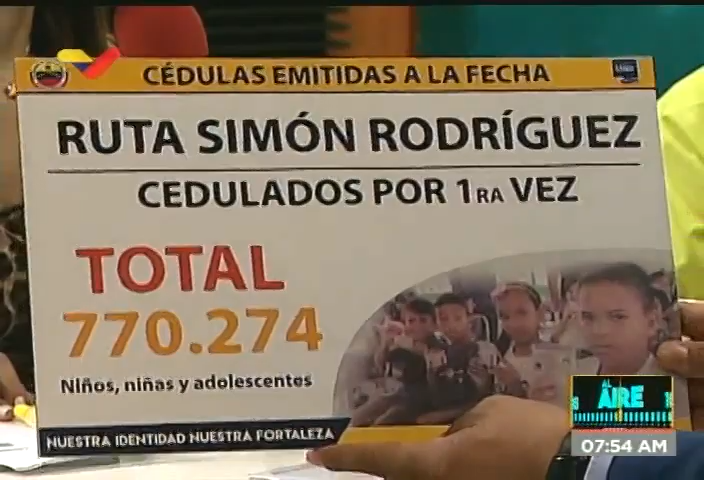 CÉDULAS EMITIDAS A LA FECHA
RUTA SIMÓN RODRÍGUEZ
CEDULADOS POR 1RA VEZ
TOTAL
770.274
Niños, niñas y adolescentes
NUESTRA IDENTIDAD NUESTRA FORTALEZA
AL AIRE
07:54 AM